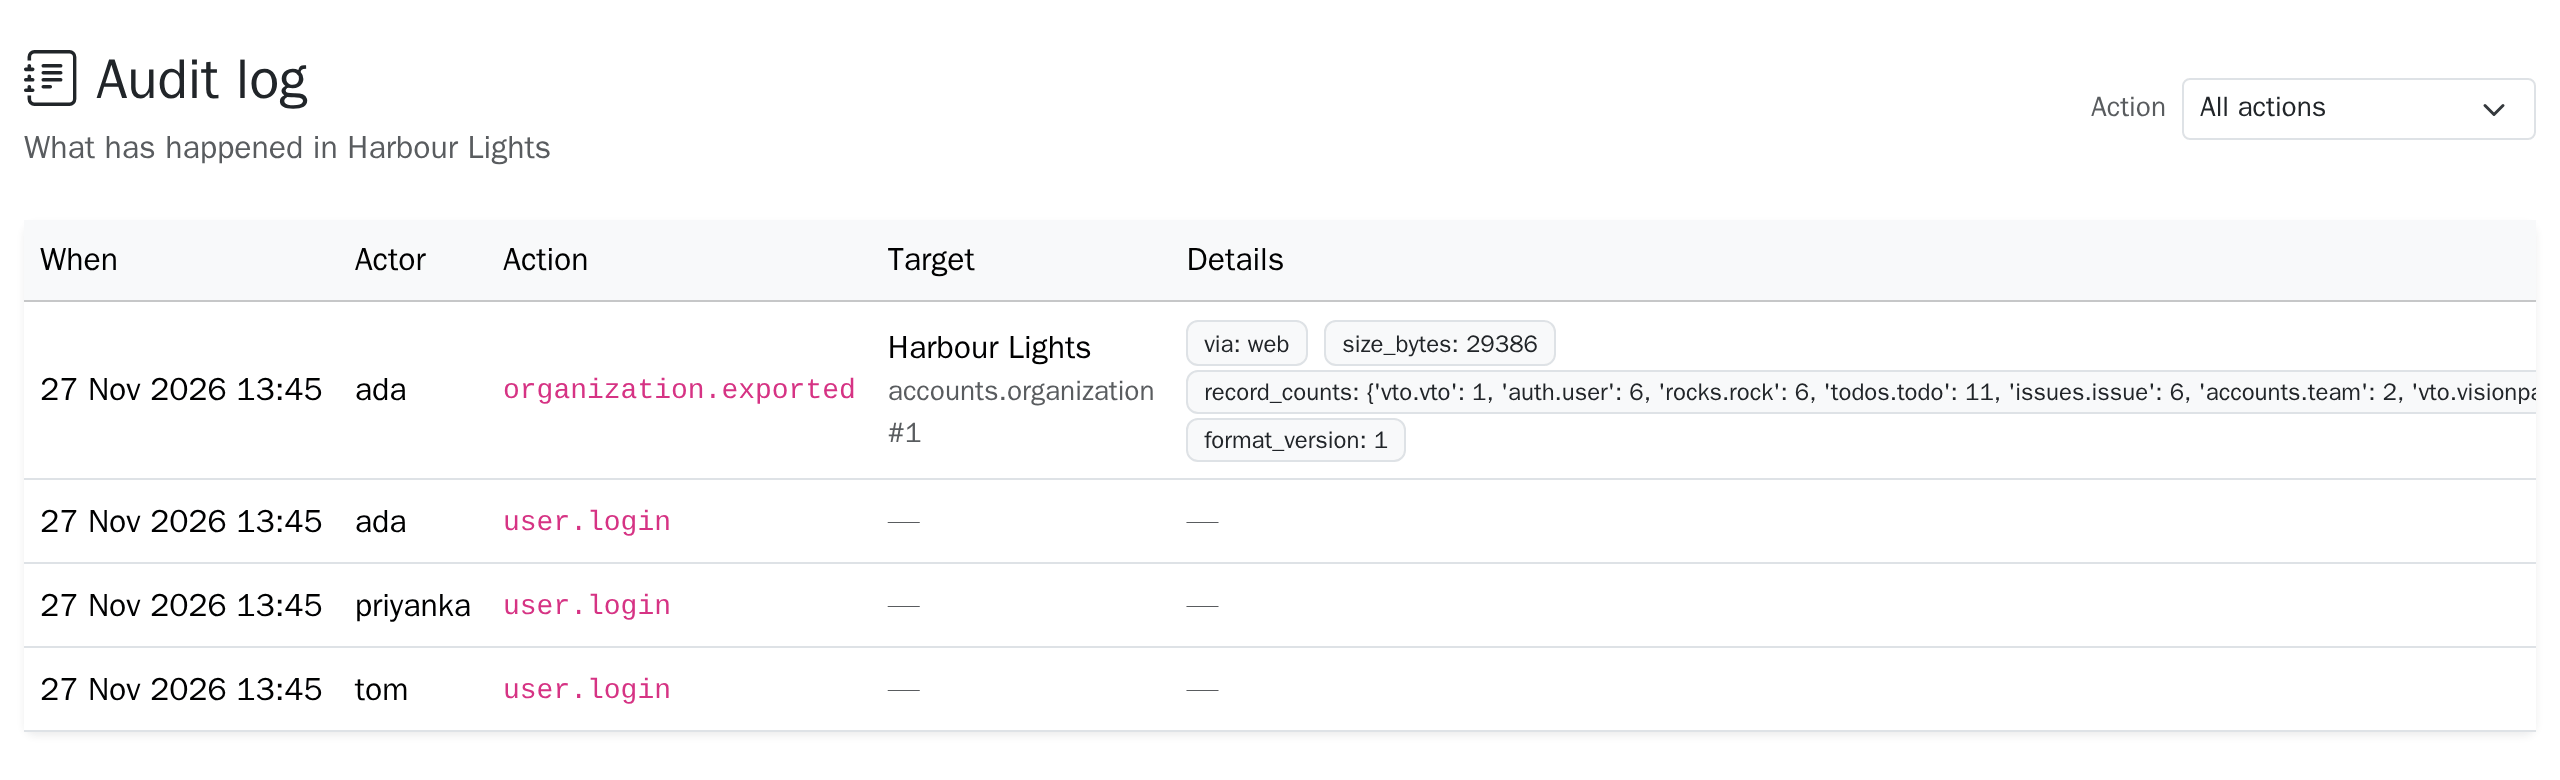 Audit log
What has happened in Harbour Lights
Action All actions
When Actor Action Target Details
27 Nov 2026 13:45 ada organization.exported Harbour Lights accounts.organization #1 via: web size_bytes: 29386
record_counts: {'vto.vto': 1, 'auth.user': 6, 'rocks.rock': 6, 'todos.todo': 11, 'issues.issue': 6, 'accounts.team': 2, 'vto.visionpa
format_version: 1
27 Nov 2026 13:45 ada user.login — —
27 Nov 2026 13:45 priyanka user.login — —
27 Nov 2026 13:45 tom user.login — —